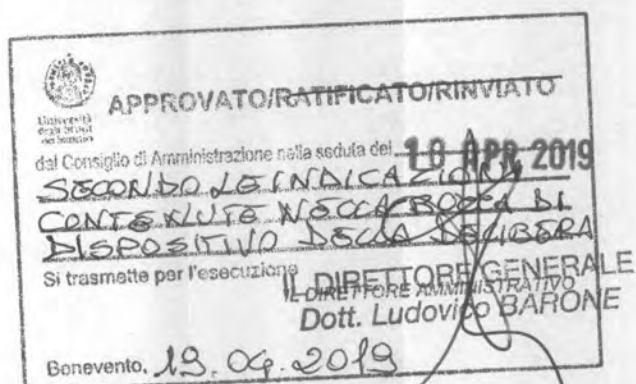 Università
degli Studi
del Sannio
APPROVATO/RATIFICATO/RINVIATO
dal Consiglio di Amministrazione nella seduta del 10 APR 2019
SECONDO LE INDICAZIONI
CONTENUTE NELLA BOZZA DI
DISPOSITIVO DELLA DELIBERA
Si trasmette per l'esecuzione
IL DIRETTORE GENERALE
IL DIRETTORE AMMINISTRATIVO
Dott. Ludovico BARONE
Benevento, 19.04.2019